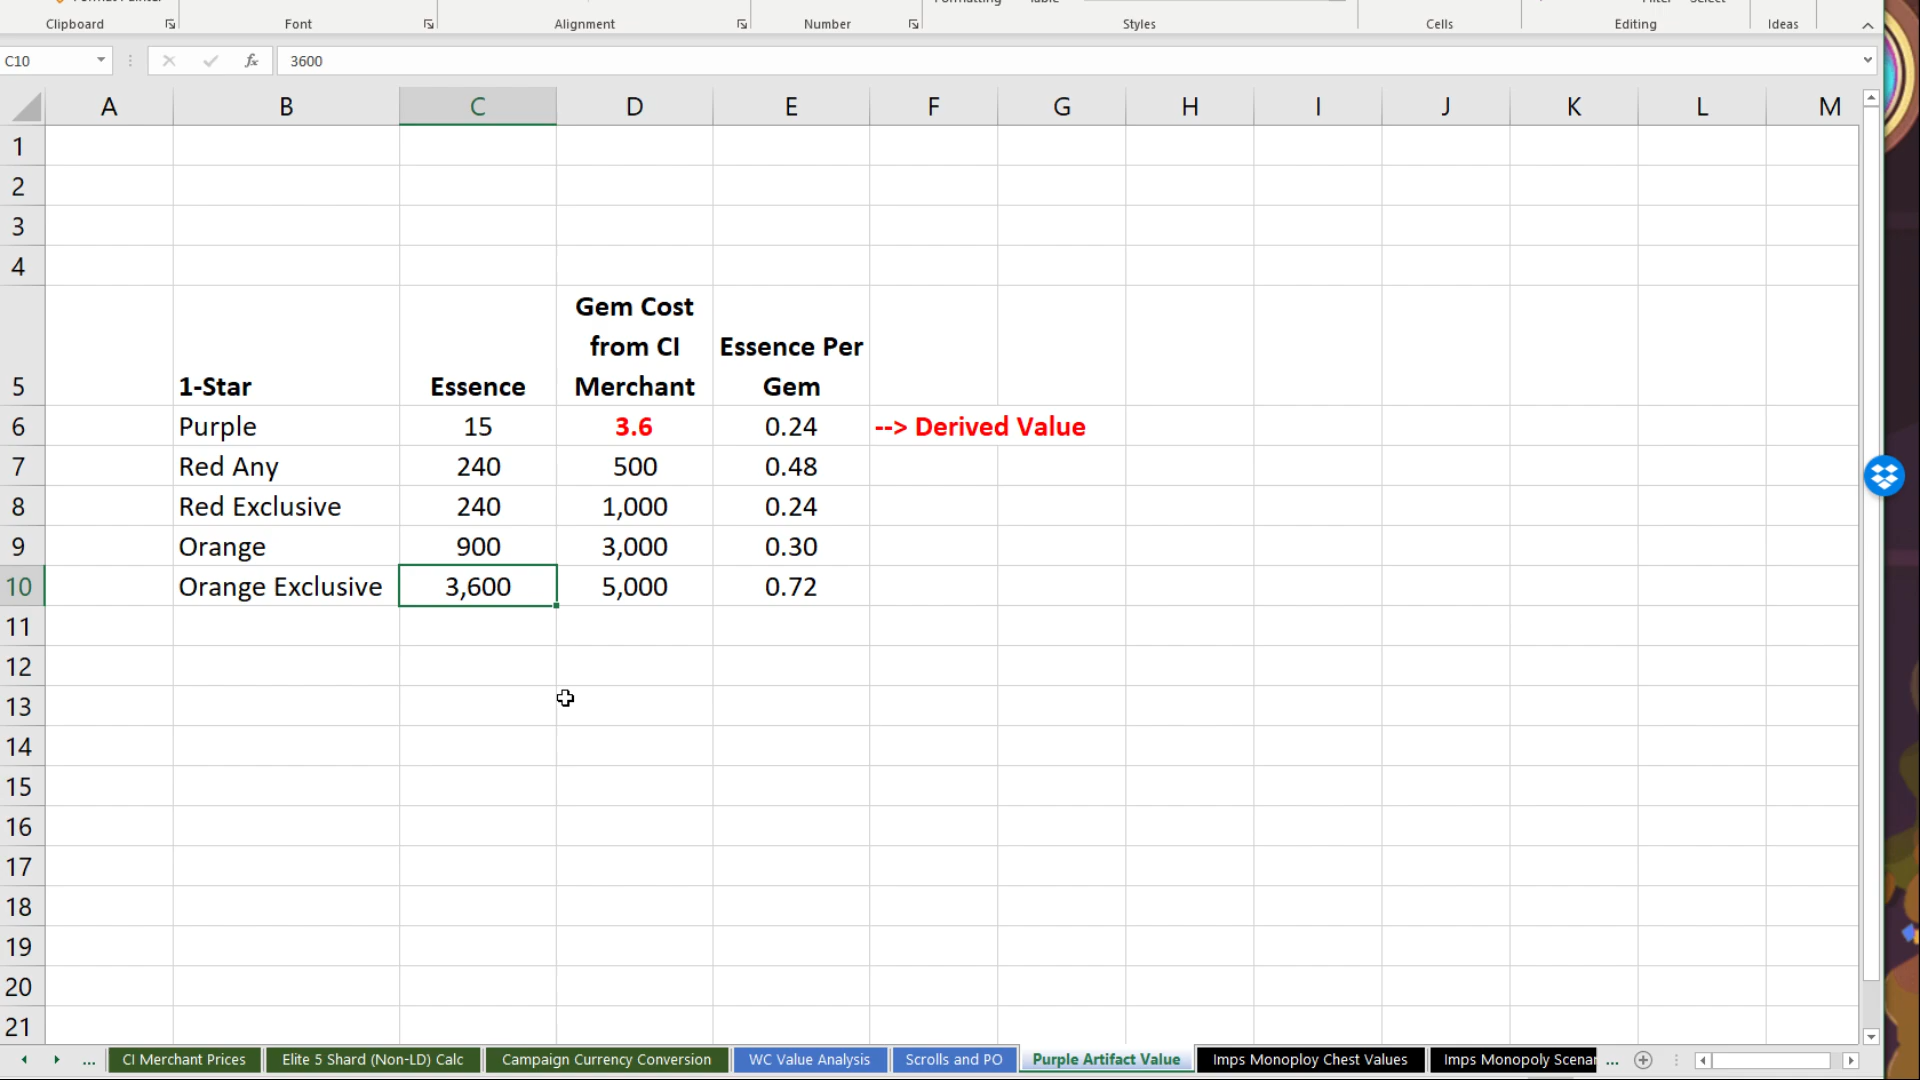 Clipboard Font Alignment Number Styles Cells Editing Ideas
C10 fx 3600
A B C D E F G H I J K L M
1
2
3
4
Gem Cost
from CI Essence Per
5 1-Star Essence Merchant Gem
6 Purple 15 3.6 0.24 --> Derived Value
7 Red Any 240 500 0.48
8 Red Exclusive 240 1,000 0.24
9 Orange 900 3,000 0.30
10 Orange Exclusive 3,600 5,000 0.72
11
12
13
14
15
16
17
18
19
20
21
... CI Merchant Prices Elite 5 Shard (Non-LD) Calc Campaign Currency Conversion WC Value Analysis Scrolls and PO Purple Artifact Value Imps Monoploy Chest Values Imps Monopoly Scenar ...